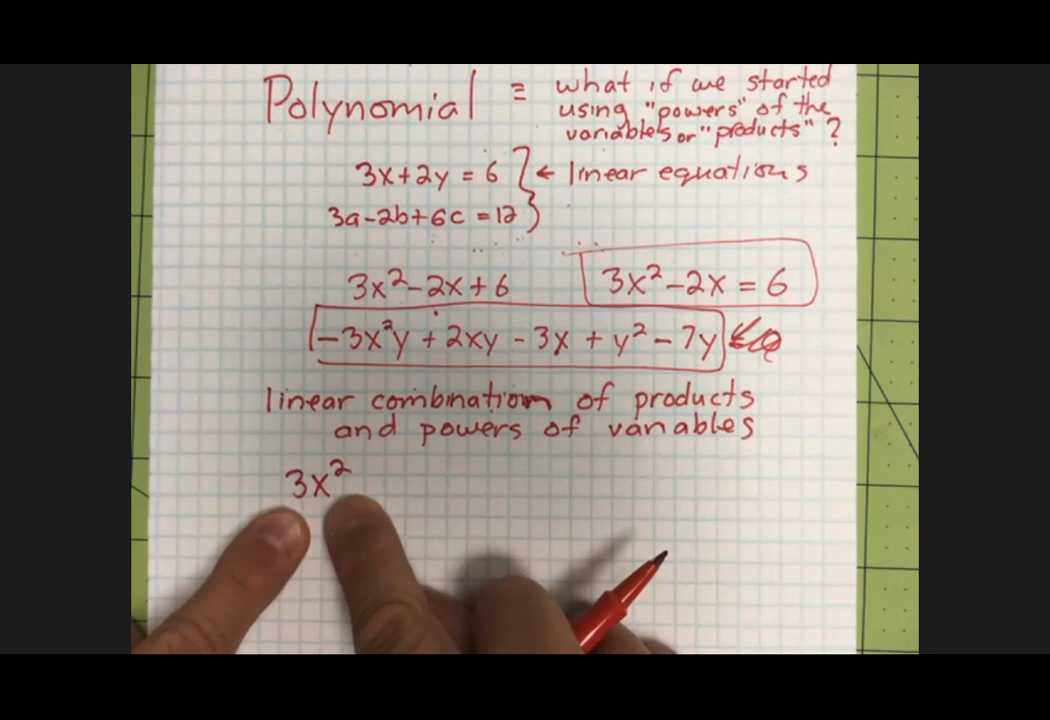 Polynomial = what if we started
using "powers" of the
variables or "products"?
3x+2y = 6 } ← linear equations
3a-2b+6c = 12 }
3x²-2x+6 3x²-2x = 6
-3x²y + 2xy - 3x + y² - 7y
linear combination of products
and powers of variables
3x²